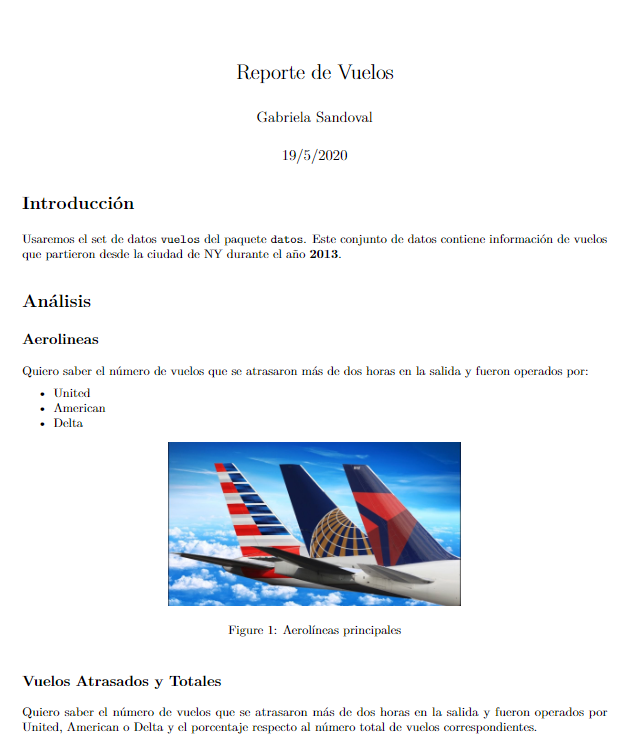 Reporte de Vuelos
Gabriela Sandoval
19/5/2020
Introducción
Usaremos el set de datos vuelos del paquete datos. Este conjunto de datos contiene información de vuelos
que partieron desde la ciudad de NY durante el año 2013.
Análisis
Aerolineas
Quiero saber el número de vuelos que se atrasaron más de dos horas en la salida y fueron operados por:
• United
• American
• Delta
Figure 1: Aerolíneas principales
Vuelos Atrasados y Totales
Quiero saber el número de vuelos que se atrasaron más de dos horas en la salida y fueron operados por
United, American o Delta y el porcentaje respecto al número total de vuelos correspondientes.